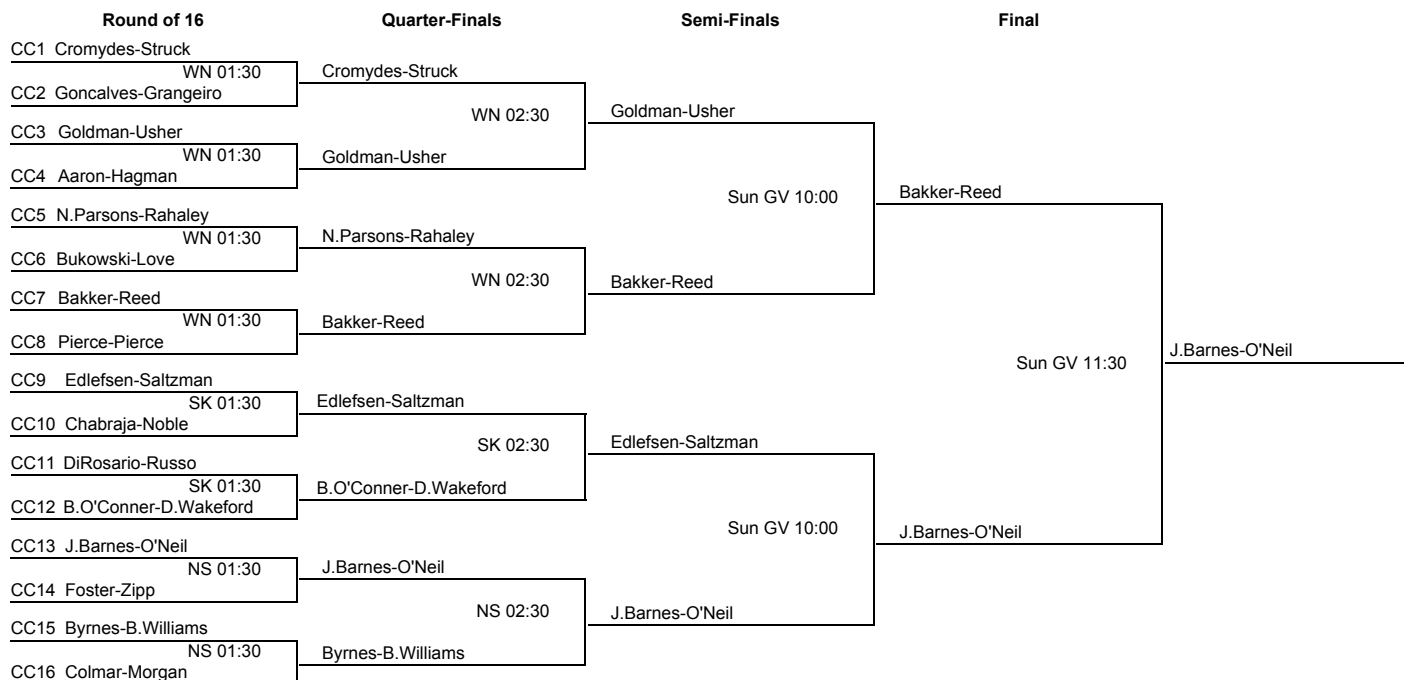 Round of 16 Quarter-Finals Semi-Finals Final
CC1 Cromydes-Struck
WN 01:30 Cromydes-Struck
CC2 Goncalves-Grangeiro
WN 02:30 Goldman-Usher
CC3 Goldman-Usher
WN 01:30 Goldman-Usher
CC4 Aaron-Hagman
Sun GV 10:00 Bakker-Reed
CC5 N.Parsons-Rahaley
WN 01:30 N.Parsons-Rahaley
CC6 Bukowski-Love
WN 02:30 Bakker-Reed
CC7 Bakker-Reed
WN 01:30 Bakker-Reed
CC8 Pierce-Pierce
Sun GV 11:30 J.Barnes-O'Neil
CC9 Edlefsen-Saltzman
SK 01:30 Edlefsen-Saltzman
CC10 Chabraja-Noble
SK 02:30 Edlefsen-Saltzman
CC11 DiRosario-Russo
SK 01:30 B.O'Conner-D.Wakeford
CC12 B.O'Conner-D.Wakeford
Sun GV 10:00 J.Barnes-O'Neil
CC13 J.Barnes-O'Neil
NS 01:30 J.Barnes-O'Neil
CC14 Foster-Zipp
NS 02:30 J.Barnes-O'Neil
CC15 Byrnes-B.Williams
NS 01:30 Byrnes-B.Williams
CC16 Colmar-Morgan